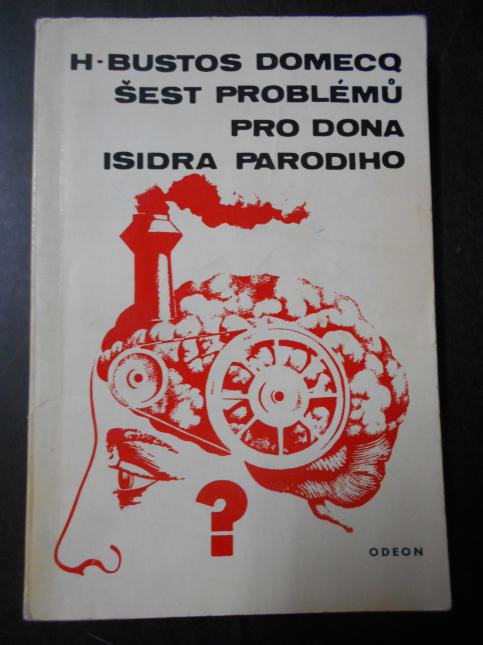 H·BUSTOS DOMECQ
ŠEST PROBLÉMŮ
PRO DONA
ISIDRA PARODIHO
?
ODEON